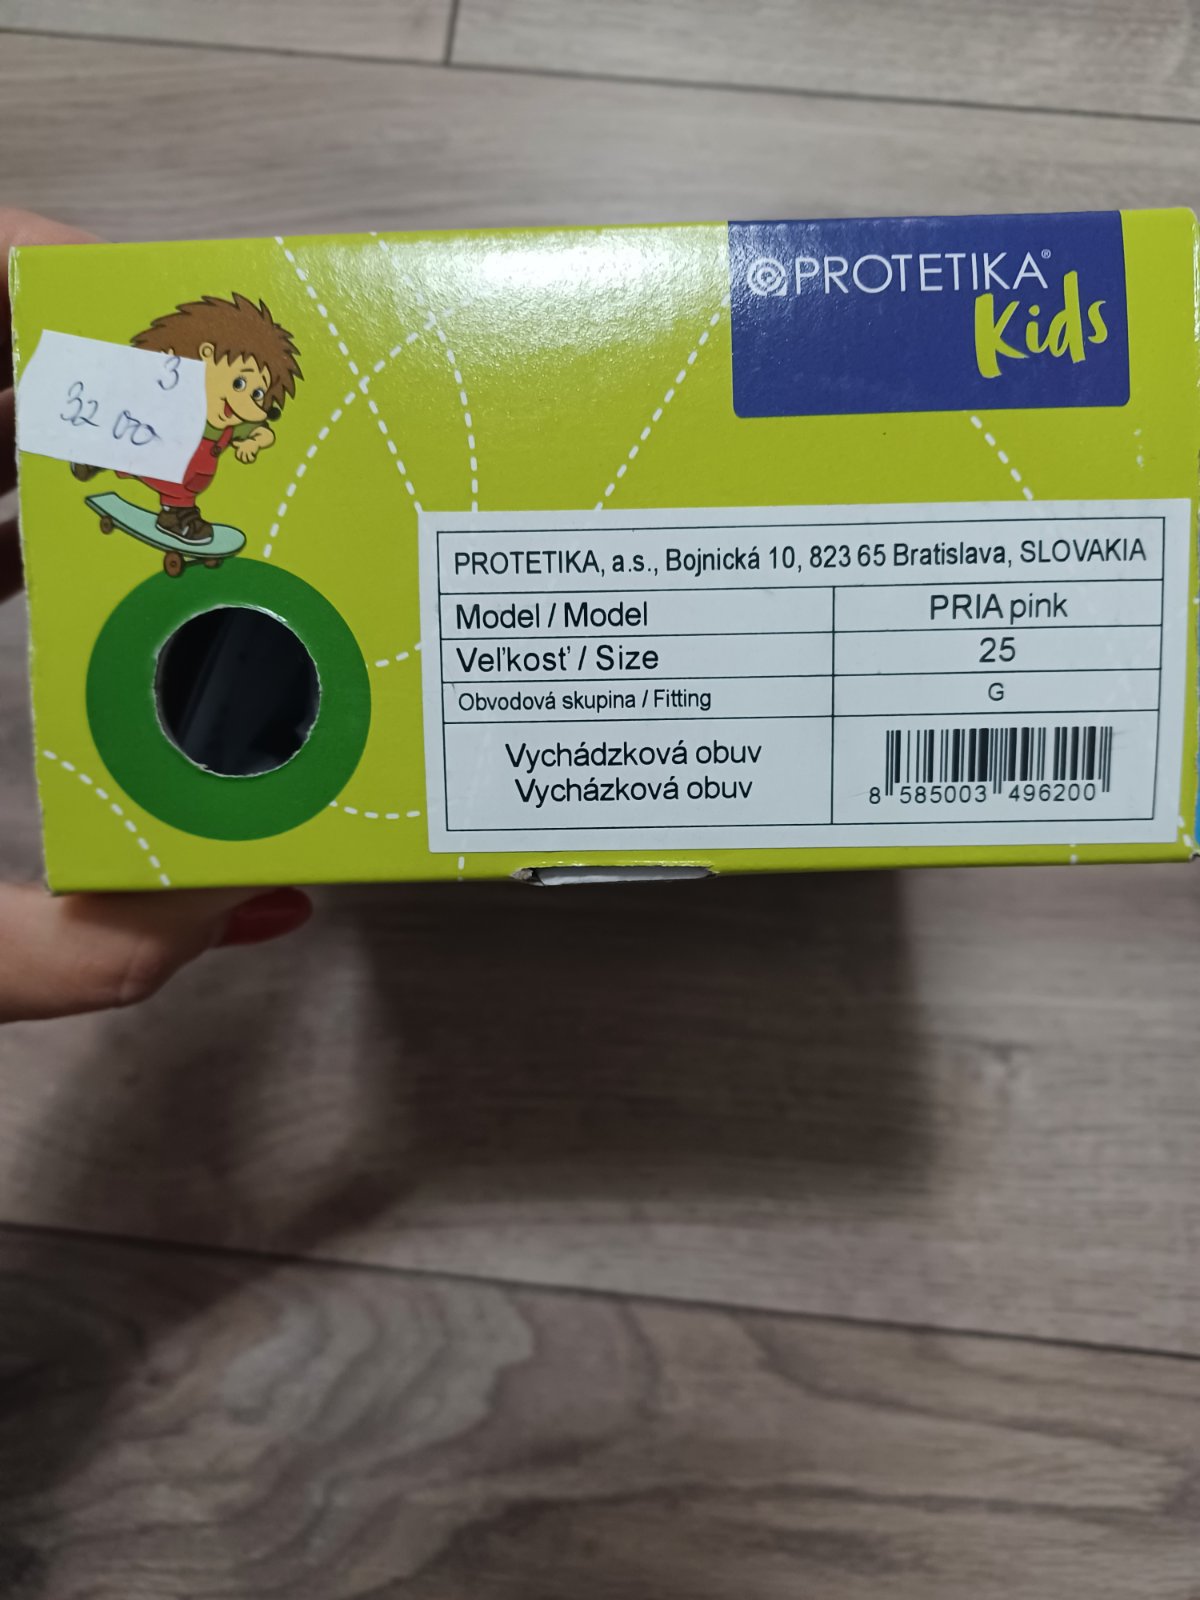 PROTETIKA®
Kids
3
32 00
PROTETIKA, a.s., Bojnická 10, 823 65 Bratislava, SLOVAKIA
Model / Model PRIA pink
Veľkosť / Size 25
Obvodová skupina / Fitting G
Vychádzková obuv
Vycházková obuv
8 585003 496200